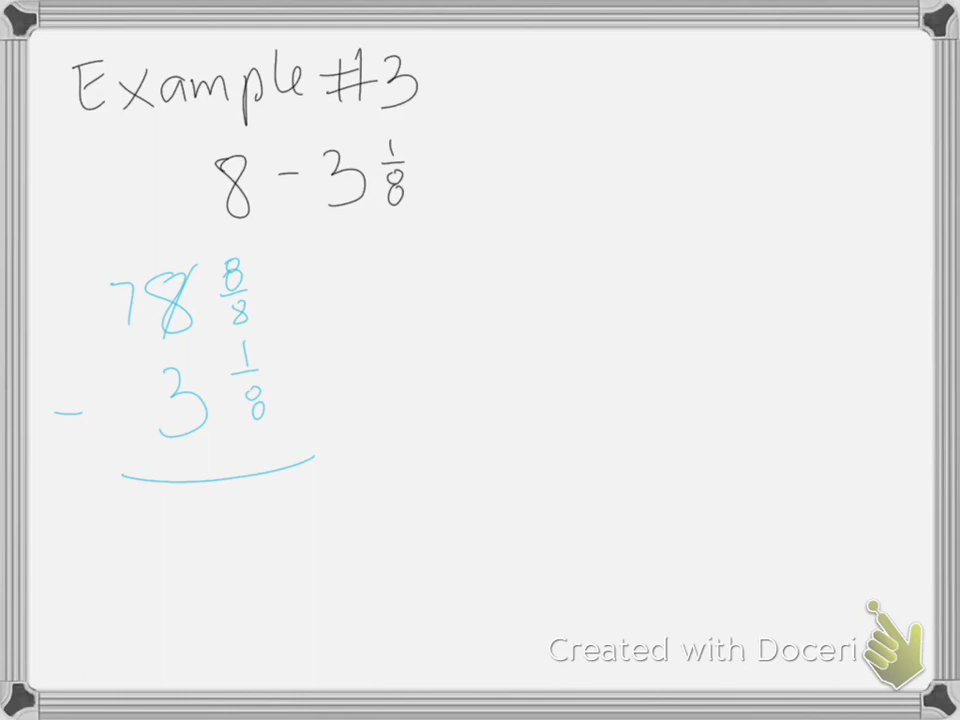 Example #3
8 - 3 1/8
7 8 8/8
- 3 1/8
Created with Doceri